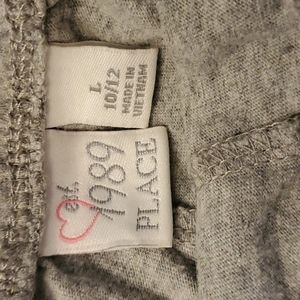 L
10/12
MADE IN
VIETNAM
est.
1989
PLACE